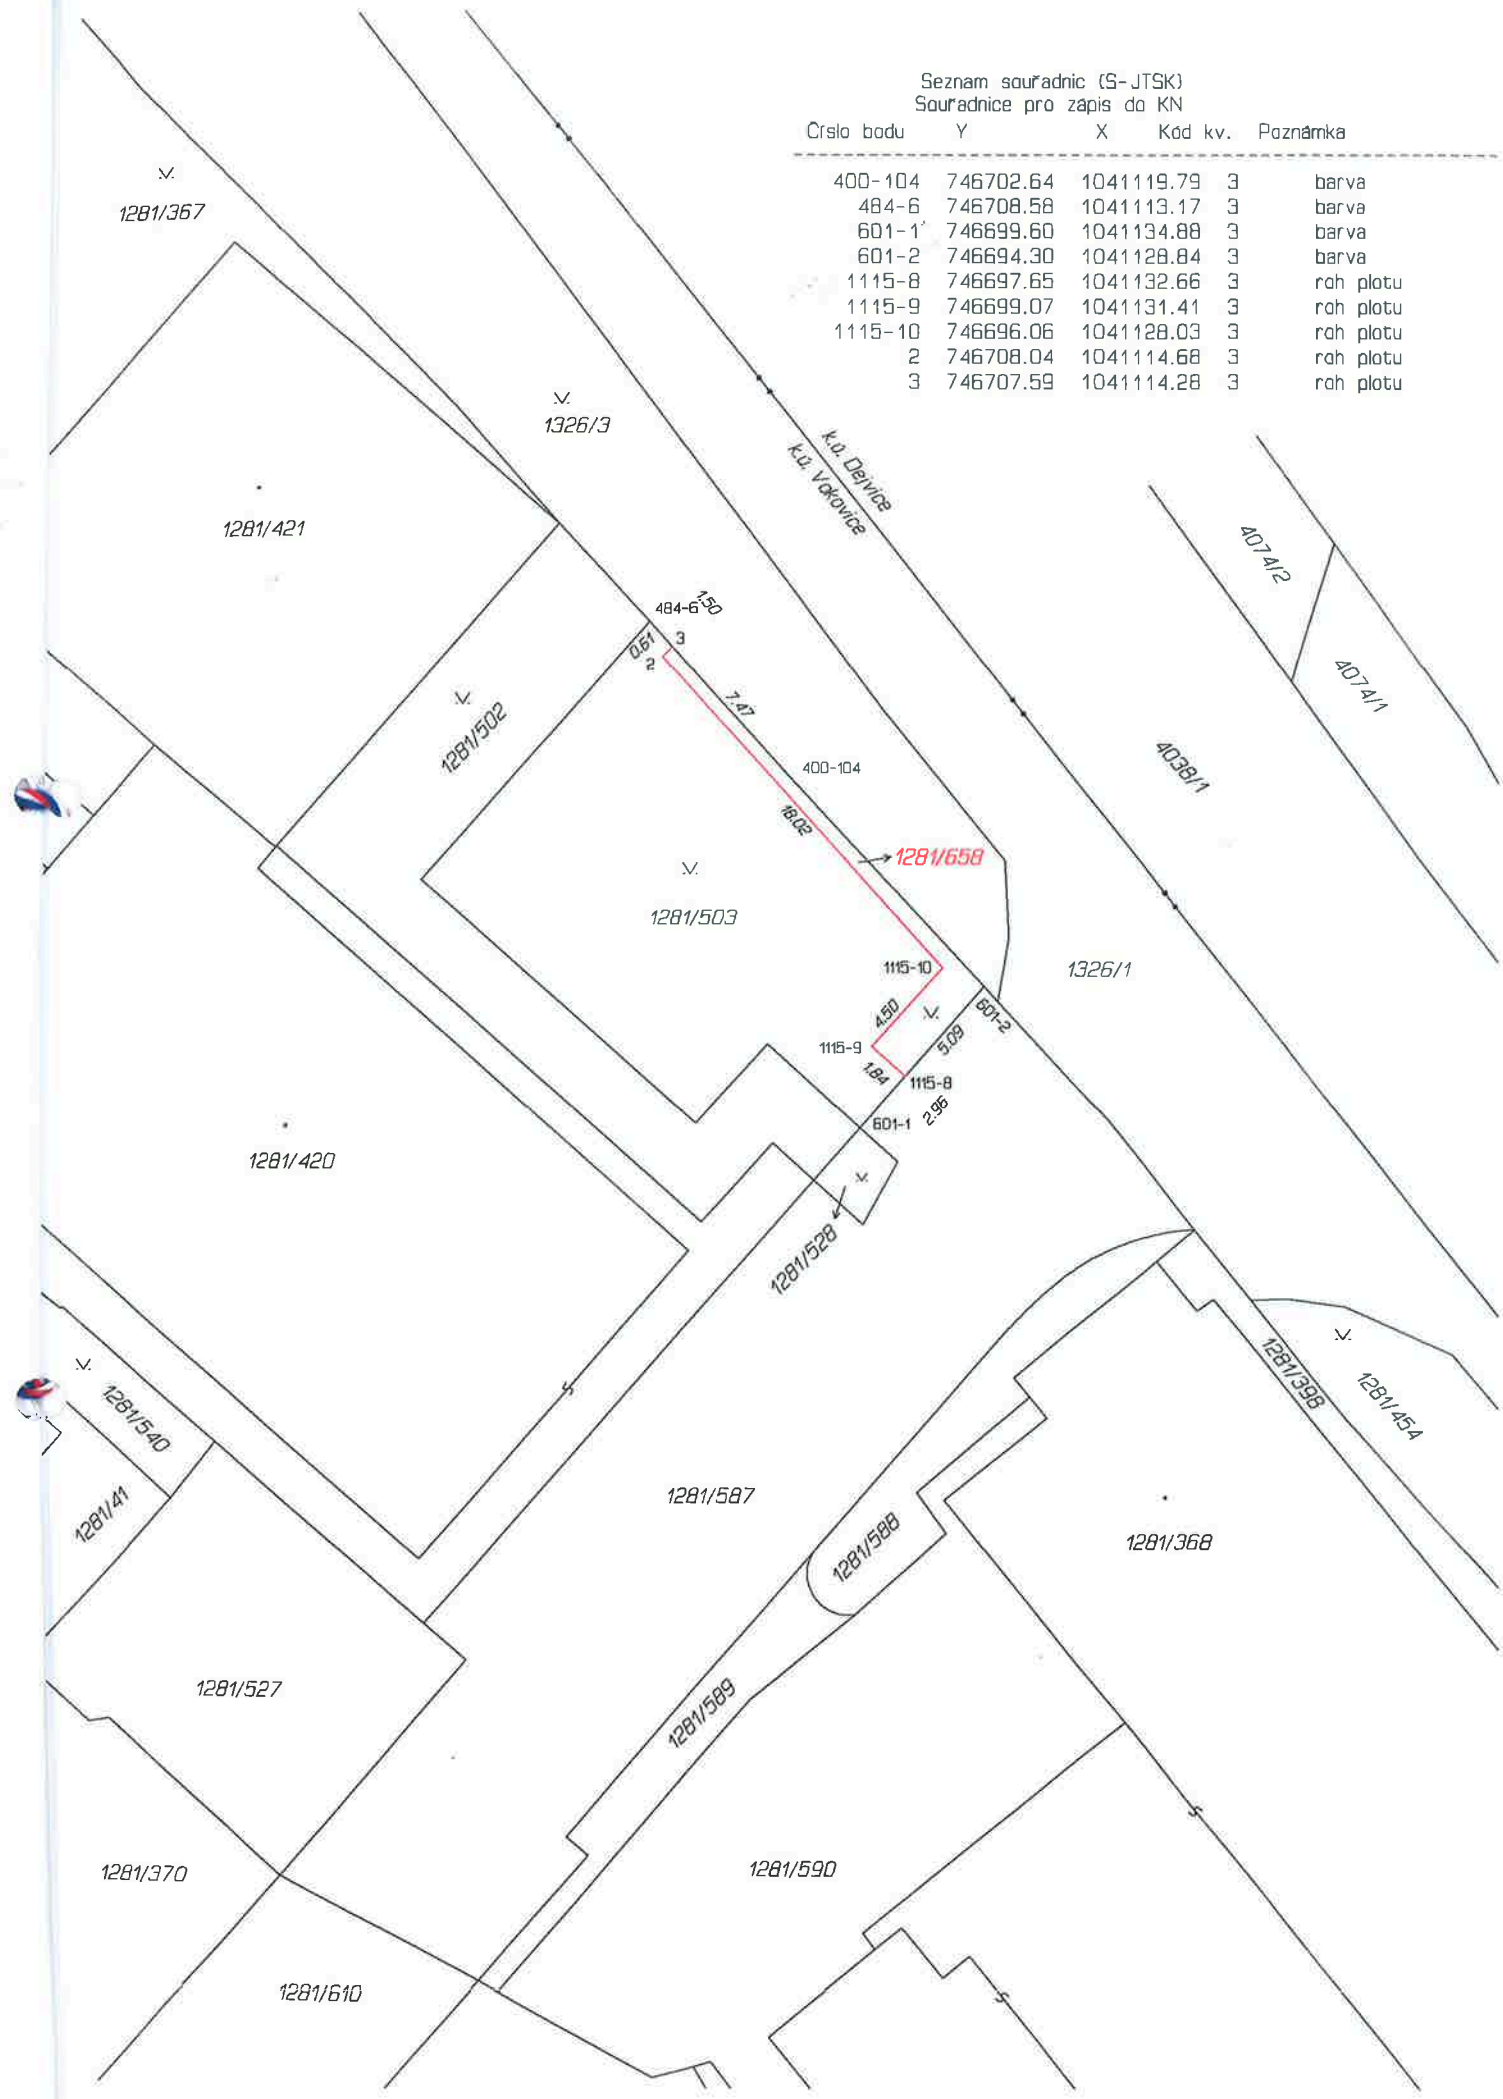 Seznam souřadnic (S-JTSK)
Souřadnice pro zápis do KN
Číslo bodu Y X Kód kv. Poznámka
400-104 746702.64 1041119.79 3 barva
484-6 746708.58 1041113.17 3 barva
601-1 746699.60 1041134.88 3 barva
601-2 746694.30 1041128.84 3 barva
1115-8 746697.65 1041132.66 3 roh plotu
1115-9 746699.07 1041131.41 3 roh plotu
1115-10 746696.06 1041128.03 3 roh plotu
2 746708.04 1041114.68 3 roh plotu
3 746707.59 1041114.28 3 roh plotu
1281/367
1326/3
k.ú. Dejvice
k.ú. Vokovice
1281/421
4074/2
484-6
1.50
0.61
3
2
4074/1
7.47
1281/502
400-104
4038/1
18.02
1281/658
1281/503
1115-10
1326/1
4.50
601-2
5.09
1115-9
1.84
1115-8
2.96
601-1
1281/420
1281/528
1281/398
1281/454
1281/540
1281/41
1281/587
1281/588
1281/368
1281/527
1281/589
1281/370
1281/590
1281/610